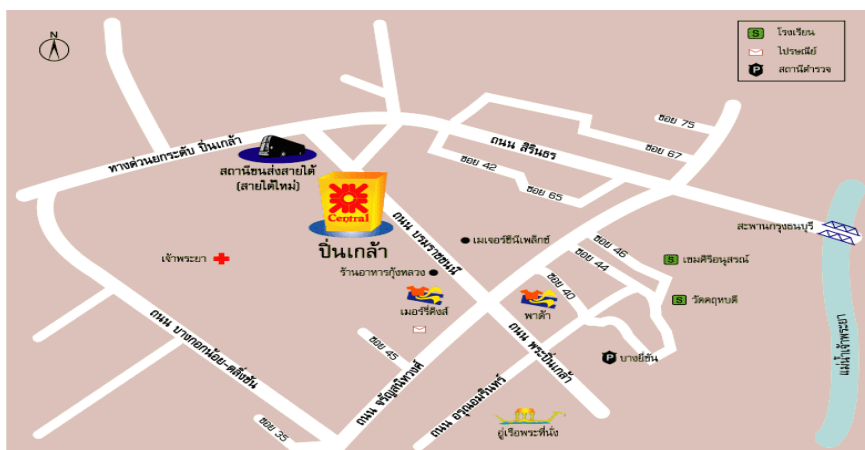 N
S โรงเรียน
ไปรษณีย์
P สถานีตำรวจ
ซอย 75
ถนน สิรินธร
ซอย 67
ซอย 42
ซอย 65
ทางด่วนยกระดับ ปิ่นเกล้า
สถานีขนส่งสายใต้
(สายใต้ใหม่)
Central
ปิ่นเกล้า
ถนน บรมราชชนนี
สะพานกรุงธนบุรี
เมเจอร์ซีนีเพล็กซ์
ซอย 46
ซอย 44
ซอย 40
S เขมศิริอนุสรณ์
เจ้าพระยา
ร้านอาหารกุ้งหลวง
เมอร์รี่คิงส์
พาต้า
S วัดคฤหบดี
ถนน บางกอกน้อย-ตลิ่งชัน
ซอย 45
ถนน พระปิ่นเกล้า
P บางยี่ขัน
แม่น้ำเจ้าพระยา
ถนน จรัญสนิทวงศ์
ถนน อรุณอมรินทร์
ซอย 35
อู่เรือพระที่นั่ง